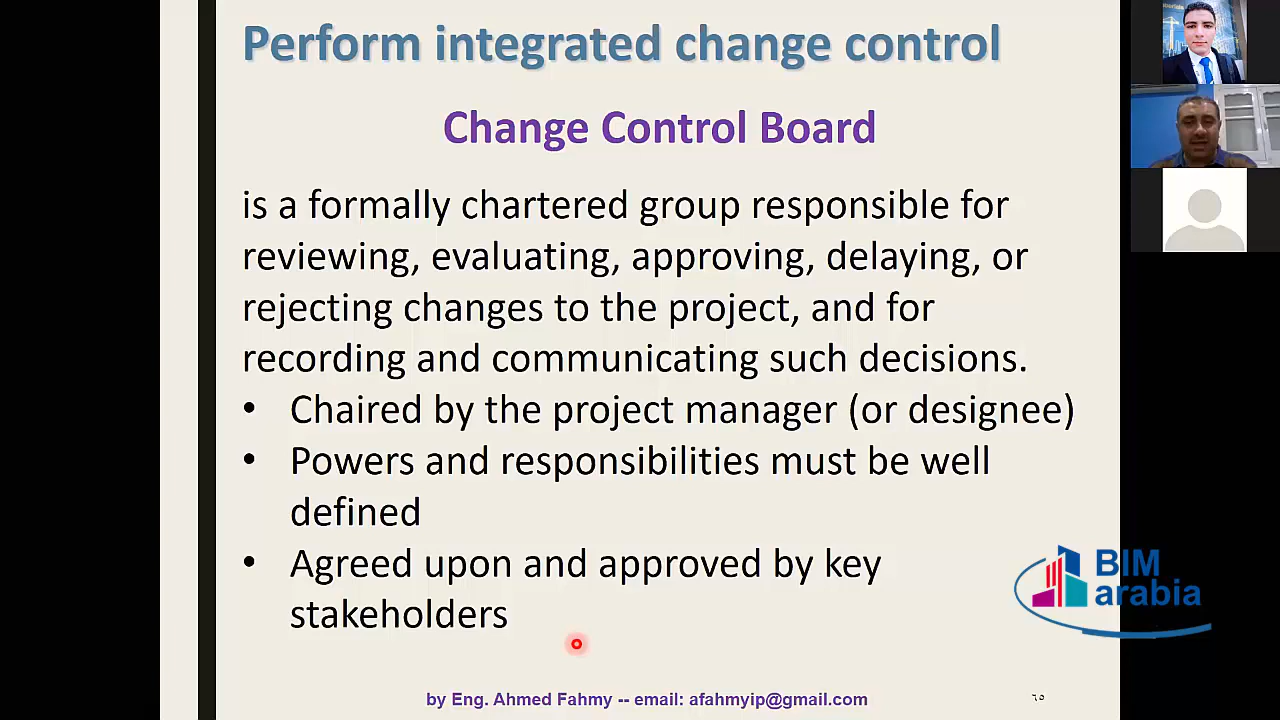 Perform integrated change control
Change Control Board
is a formally chartered group responsible for
reviewing, evaluating, approving, delaying, or
rejecting changes to the project, and for
recording and communicating such decisions.
• Chaired by the project manager (or designee)
• Powers and responsibilities must be well
defined
• Agreed upon and approved by key
stakeholders
BIM
arabia
by Eng. Ahmed Fahmy -- email: afahmyip@gmail.com
٦٥